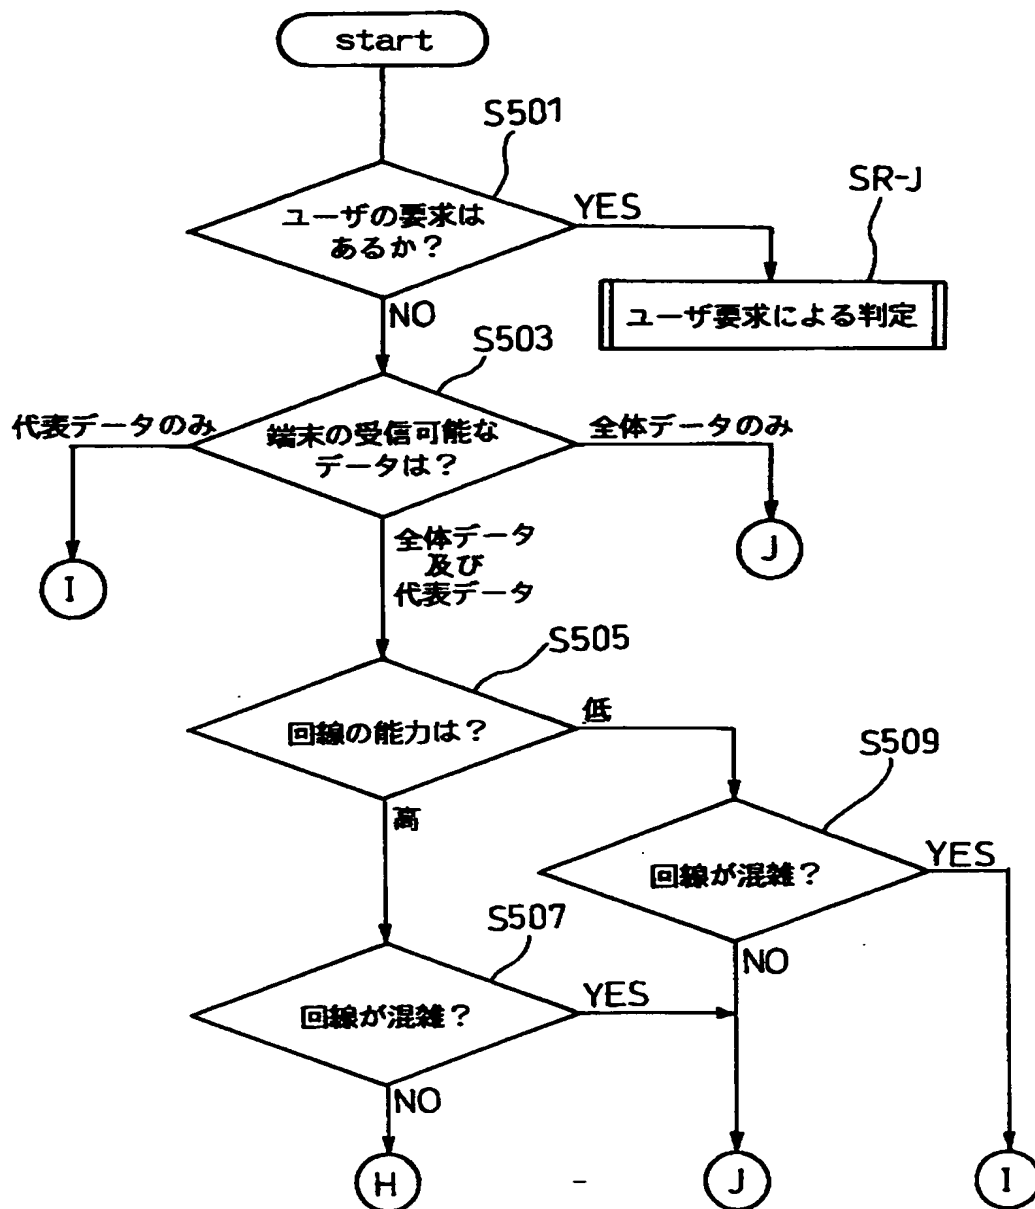 start
S501
ユーザの要求は
あるか？
YES
SR-J
ユーザ要求による判定
NO
S503
代表データのみ
端末の受信可能な
データは？
全体データのみ
I
J
全体データ
及び
代表データ
S505
回線の能力は？
低
S509
高
回線が混雑？
YES
S507
NO
回線が混雑？
YES
NO
H
J
I